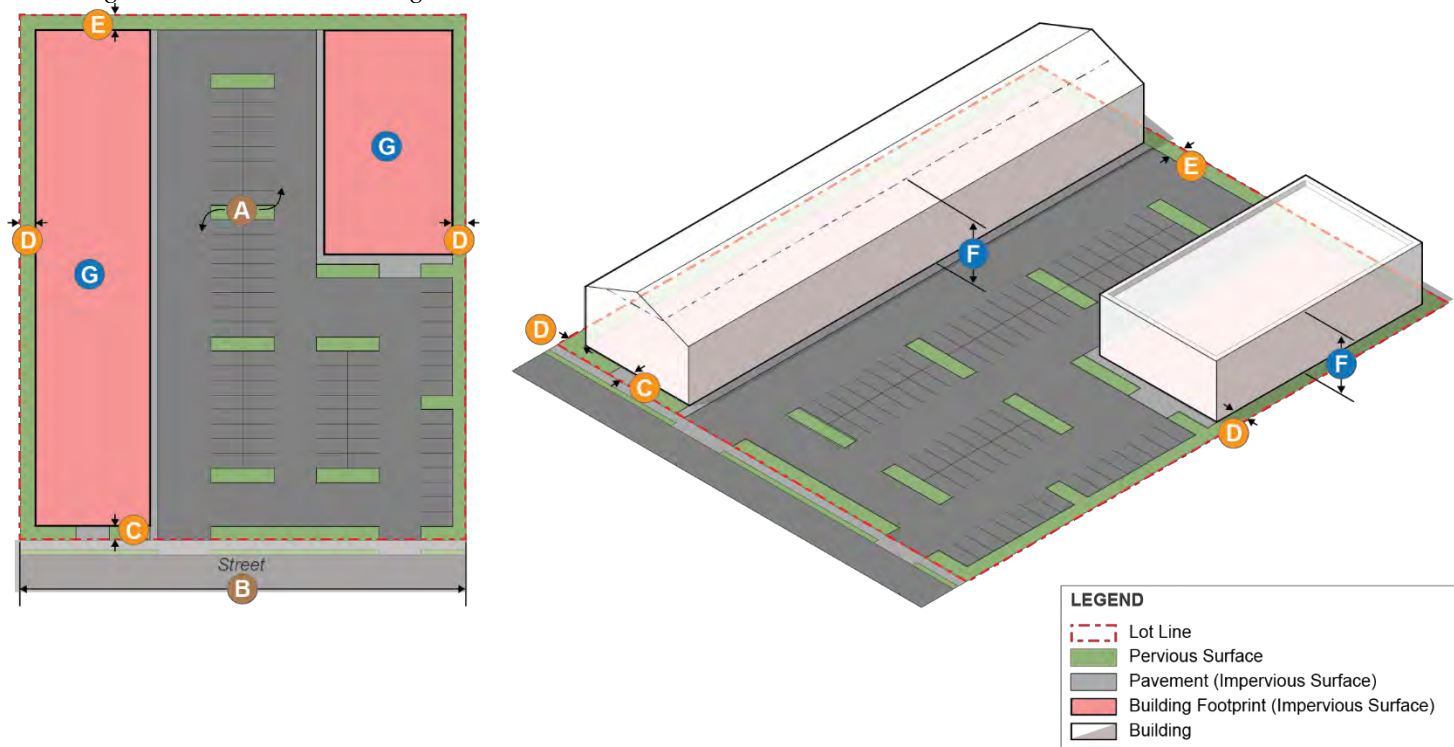 E
G
A
G
D
D
C
Street
B
E
F
D
C
F
D
LEGEND
Lot Line
Pervious Surface
Pavement (Impervious Surface)
Building Footprint (Impervious Surface)
Building